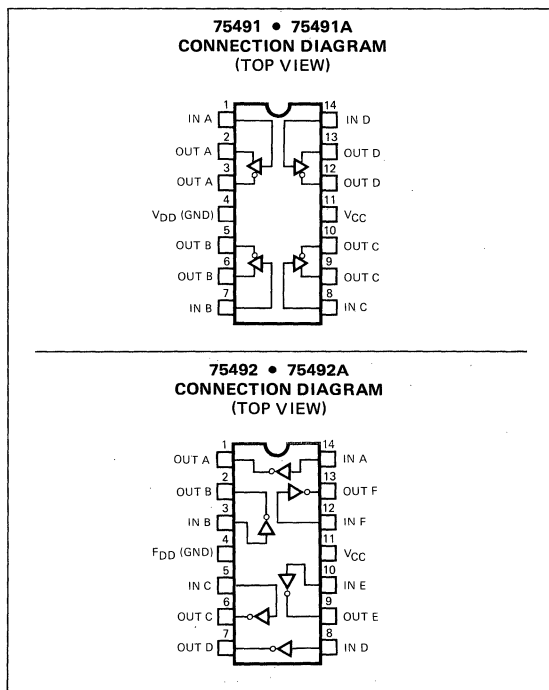 75491 • 75491A
CONNECTION DIAGRAM
(TOP VIEW)
1 14
IN A IN D
2 13
OUT A OUT D
3 12
OUT A OUT D
4 11
VDD (GND) VCC
5 10
OUT B OUT C
6 9
OUT B OUT C
7 8
IN B IN C
75492 • 75492A
CONNECTION DIAGRAM
(TOP VIEW)
1 14
OUT A IN A
2 13
OUT B OUT F
3 12
IN B IN F
4 11
FDD (GND) VCC
5 10
IN C IN E
6 9
OUT C OUT E
7 8
OUT D IN D